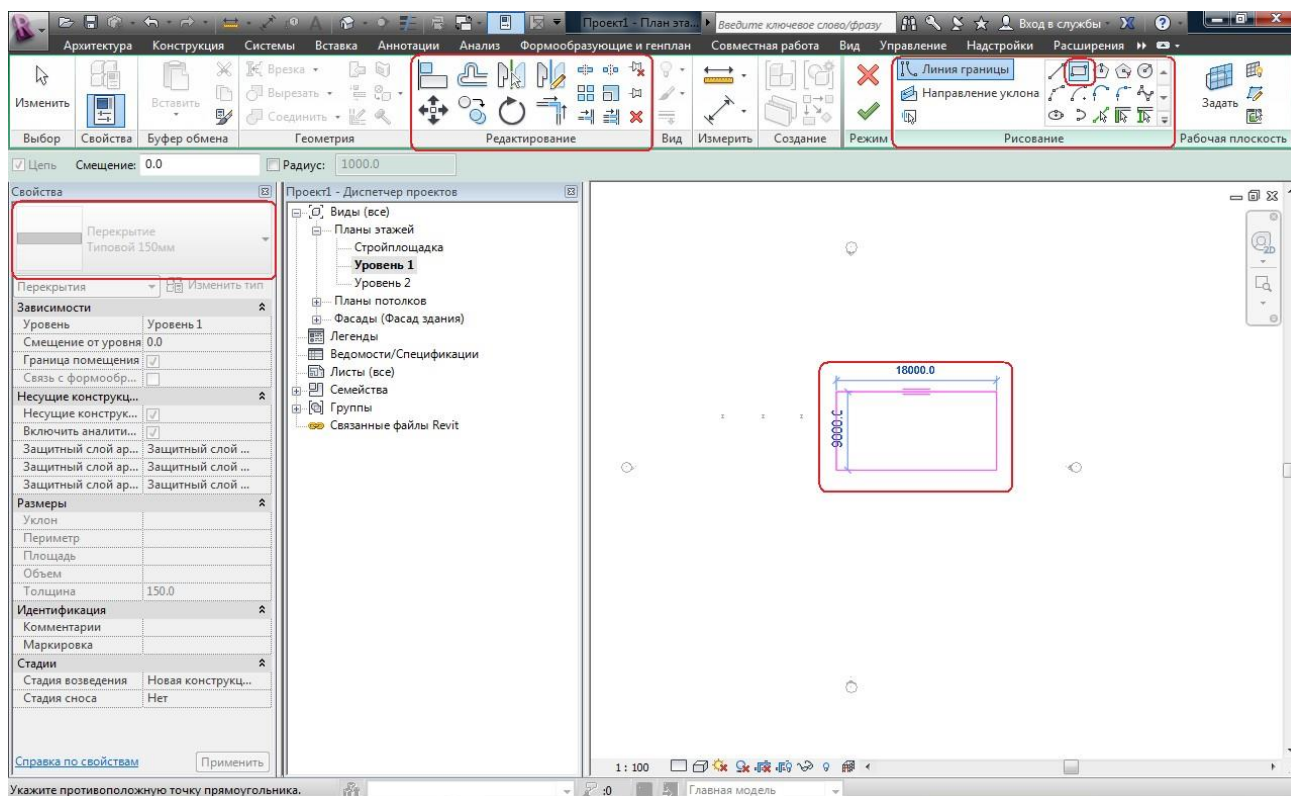 Проект1 - План эта...
Введите ключевое слово/фразу
Вход в службы
Архитектура Конструкция Системы Вставка Аннотации Анализ Формообразующие и генплан Совместная работа Вид Управление Надстройки Расширения
Изменить
Вставить
Врезка
Вырезать
Соединить
Линия границы
Направление уклона
Задать
Выбор Свойства Буфер обмена Геометрия Редактирование Вид Измерить Создание Режим Рисование Рабочая плоскость
Цепь Смещение: 0.0 Радиус: 1000.0
Свойства
Перекрытие
Типовой 150мм
Перекрытия Изменить тип
Зависимости
Уровень Уровень 1
Смещение от уровня 0.0
Граница помещения
Связь с формообр...
Несущие конструкц...
Несущие конструк...
Включить аналити...
Защитный слой ар... Защитный слой ...
Защитный слой ар... Защитный слой ...
Защитный слой ар... Защитный слой ...
Размеры
Уклон
Периметр
Площадь
Объем
Толщина 150.0
Идентификация
Комментарии
Маркировка
Стадии
Стадия возведения Новая конструкц...
Стадия сноса Нет
Справка по свойствам Применить
Проект1 - Диспетчер проектов
Виды (все)
Планы этажей
Стройплощадка
Уровень 1
Уровень 2
Планы потолков
Фасады (Фасад здания)
Легенды
Ведомости/Спецификации
Листы (все)
Семейства
Группы
Связанные файлы Revit
18000.0
9000.0
2D
1 : 100
Укажите противоположную точку прямоугольника.
:0
Главная модель